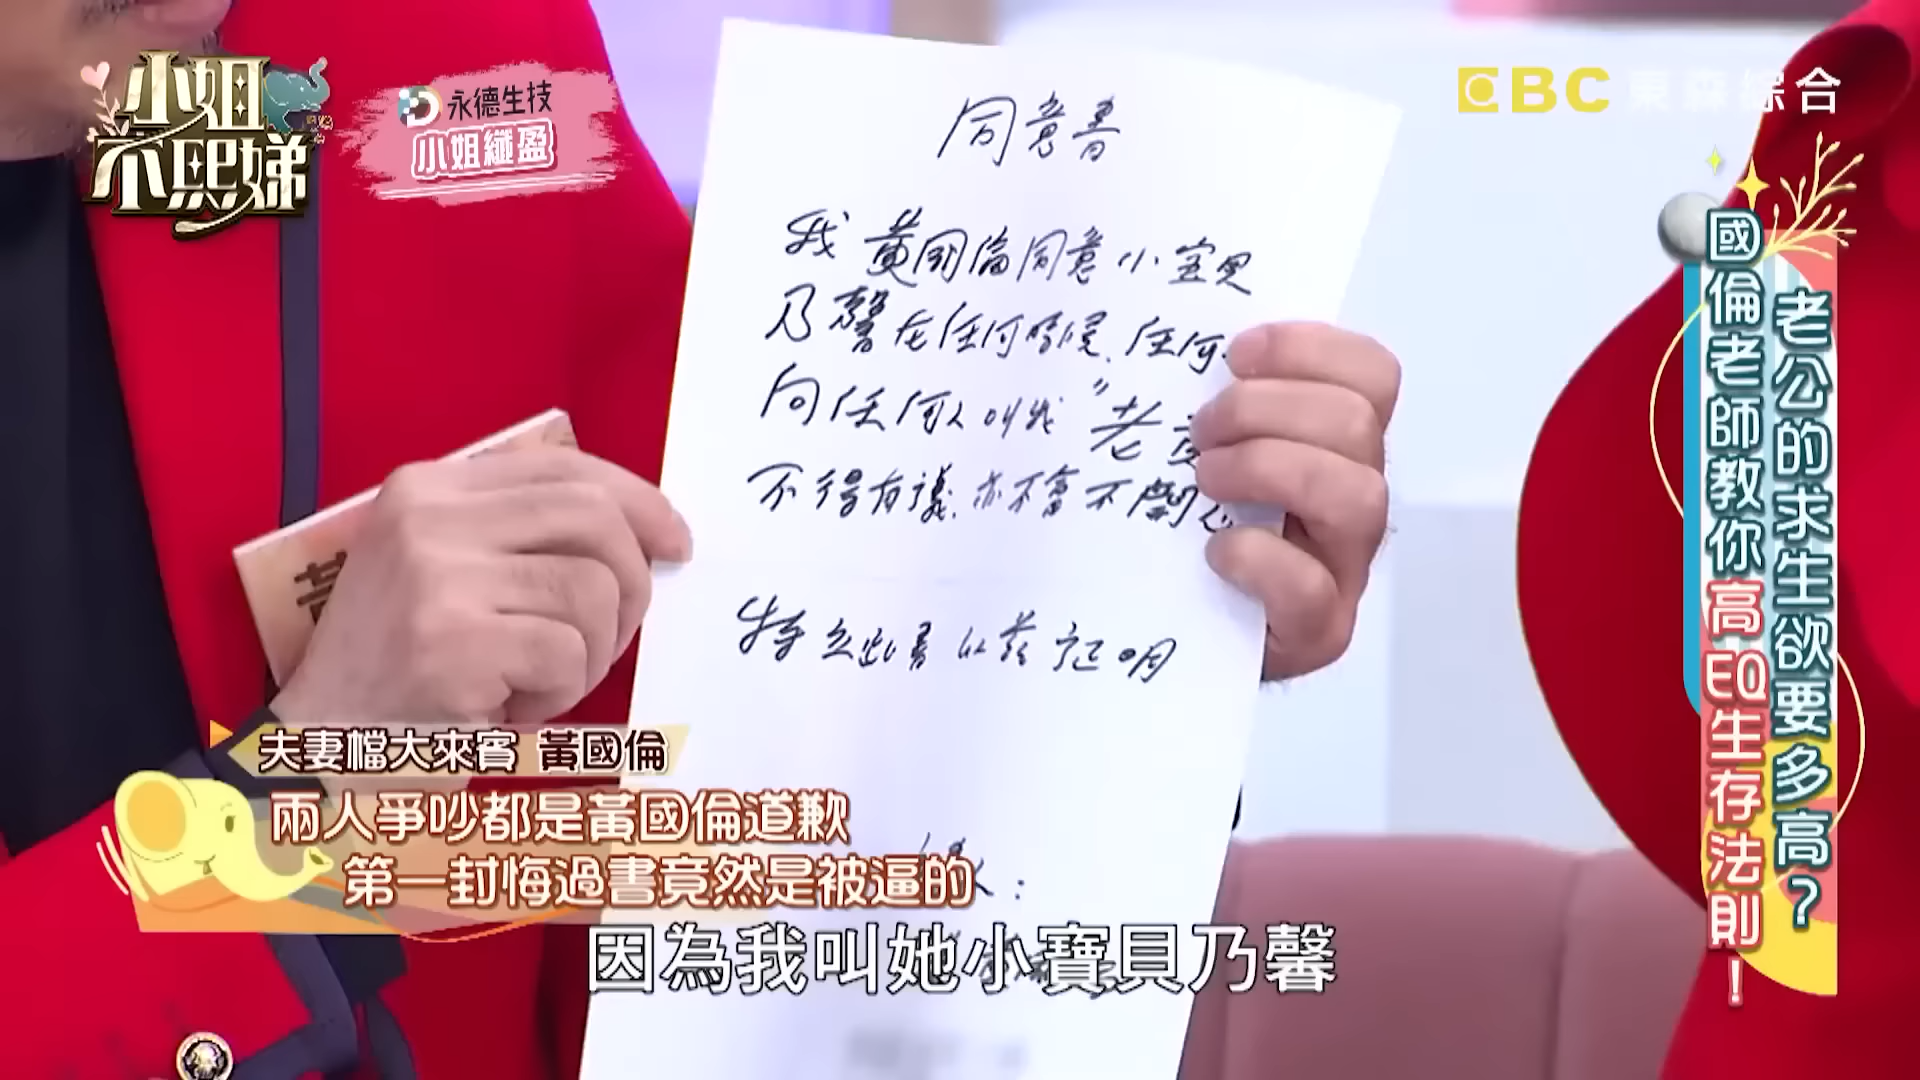 小姐
不熙娣
永德生技
小姐纖盈
EBC 東森綜合
同意書
我黃國倫同意小宝贝
乃馨在任何時候、任何
向任何人叫我"老
不得有議.亦不會不開心
特立此書以茲证明
人:
老公的求生欲要多高?
國倫老師教你高EQ生存法則!
夫妻檔大來賓 黃國倫
兩人爭吵都是黃國倫道歉
第一封悔過書竟然是被逼的
因為我叫她小寶貝乃馨